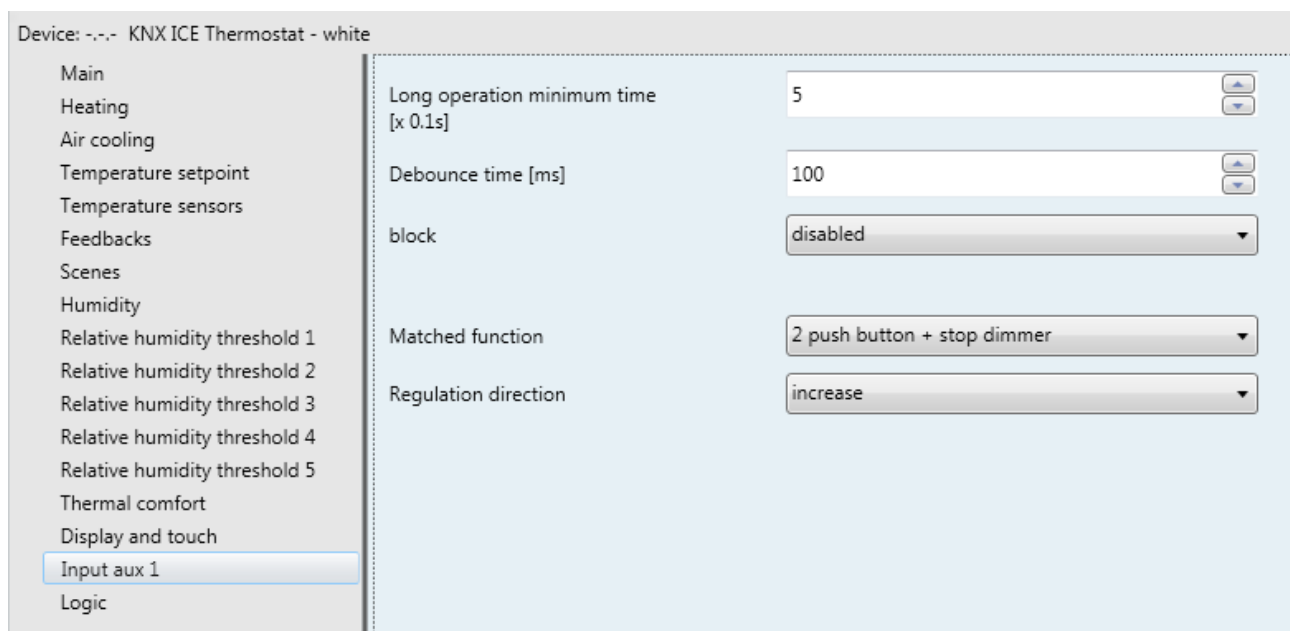 Device: -.-.- KNX ICE Thermostat - white
Main
Heating
Air cooling
Temperature setpoint
Temperature sensors
Feedbacks
Scenes
Humidity
Relative humidity threshold 1
Relative humidity threshold 2
Relative humidity threshold 3
Relative humidity threshold 4
Relative humidity threshold 5
Thermal comfort
Display and touch
Input aux 1
Logic
Long operation minimum time
[x 0.1s]
5
Debounce time [ms]
100
block
disabled
Matched function
2 push button + stop dimmer
Regulation direction
increase